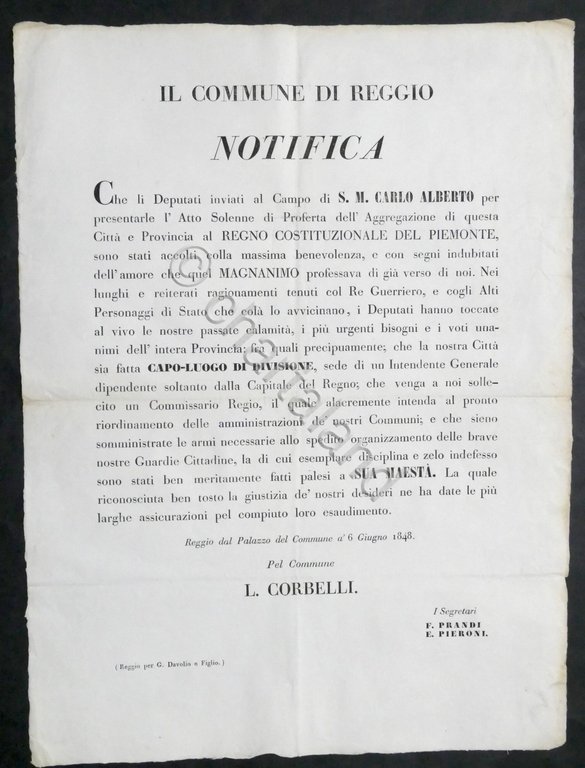 IL COMMUNE DI REGGIO
NOTIFICA
Che li Deputati inviati al Campo di S. M. CARLO ALBERTO per
presentarle l' Atto Solenne di Proferta dell' Aggregazione di questa
Città e Provincia al REGNO COSTITUZIONALE DEL PIEMONTE,
sono stati accolti colla massima benevolenza, e con segni indubitati
dell'amore che quel MAGNANIMO professava di già verso di noi. Nei
lunghi e reiterati ragionamenti tenuti col Re Guerriero, e cogli Alti
Personaggi di Stato che colà lo avvicinano, i Deputati hanno toccate
al vivo le nostre passate calamità, i più urgenti bisogni e i voti una-
nimi dell' intera Provincia; fra quali precipuamente; che la nostra Città
sia fatta CAPO-LUOGO DI DIVISIONE, sede di un Intendente Generale
dipendente soltanto dalla Capitale del Regno; che venga a noi solle-
cito un Commissario Regio, il quale alacremente intenda al pronto
riordinamento delle amministrazioni de' nostri Communi; e che sieno
somministrate le armi necessarie allo spedito organizzamento delle brave
nostre Guardie Cittadine, la di cui esemplare disciplina e zelo indefesso
sono stati ben meritamente fatti palesi a SUA MAESTÀ. La quale
riconosciuta ben tosto la giustizia de' nostri desideri ne ha date le più
larghe assicurazioni pel compiuto loro esaudimento.
Reggio dal Palazzo del Commune a' 6 Giugno 1848.
Pel Commune
L. CORBELLI.
I Segretari
F. PRANDI
E. PIERONI.
(Reggio per G. Davolio e Figlio.)
© chartaland